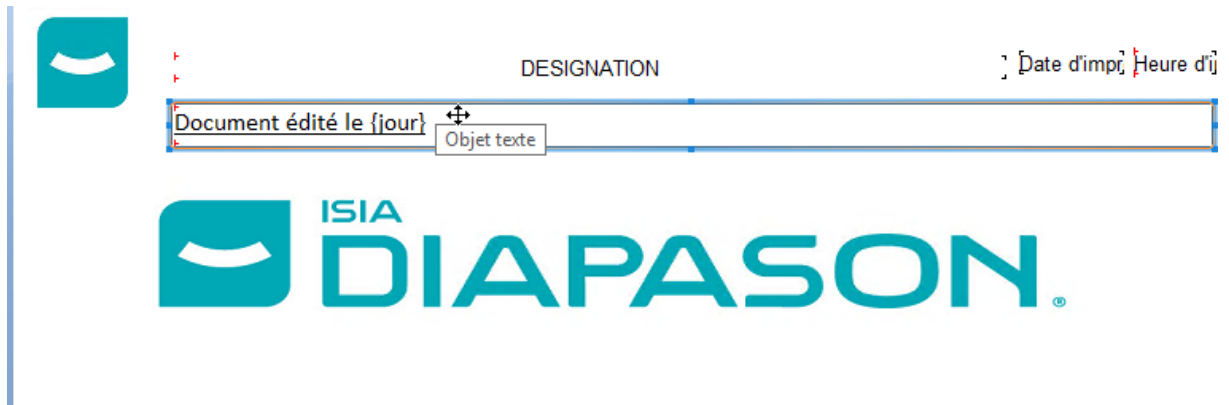 DESIGNATION Date d'impr Heure d'i
Document édité le {jour}
Objet texte
ISIA
DIAPASON®